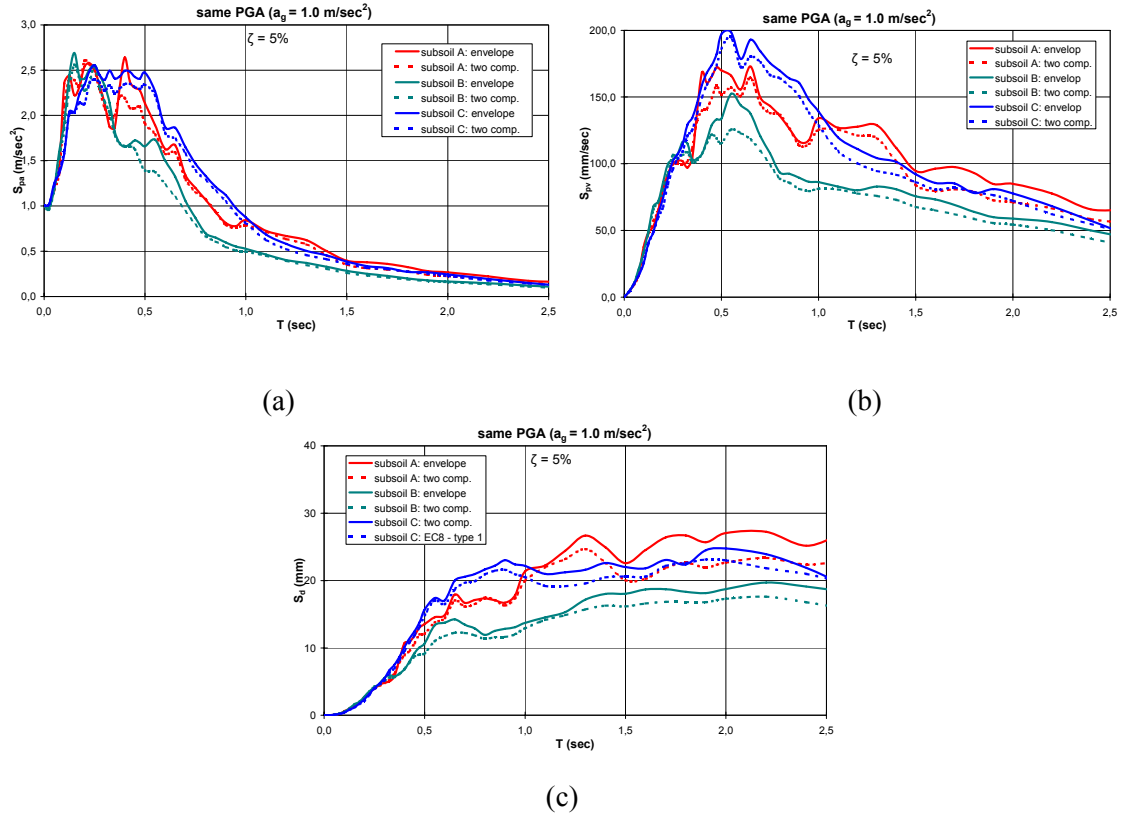 same PGA (ag = 1.0 m/sec2)
ζ = 5%
3,0
2,5
2,0
1,5
1,0
0,5
0,0
Spa (m/sec2)
subsoil A: envelope
subsoil A: two comp.
subsoil B: envelope
subsoil B: two comp.
subsoil C: envelope
subsoil C: two comp.
0,0 0,5 1,0 1,5 2,0 2,5
T (sec)
(a)
same PGA (ag = 1.0 m/sec2)
ζ = 5%
200,0
150,0
100,0
50,0
0,0
Spv (mm/sec)
subsoil A: envelop
subsoil A: two comp.
subsoil B: envelop
subsoil B: two comp.
subsoil C: envelop
subsoil C: two comp.
0,0 0,5 1,0 1,5 2,0 2,5
T (sec)
(b)
same PGA (ag = 1.0 m/sec2)
ζ = 5%
40
30
20
10
0
Sd (mm)
subsoil A: envelope
subsoil A: two comp.
subsoil B: envelope
subsoil B: two comp.
subsoil C: two comp.
subsoil C: EC8 - type 1
0,0 0,5 1,0 1,5 2,0 2,5
T (sec)
(c)